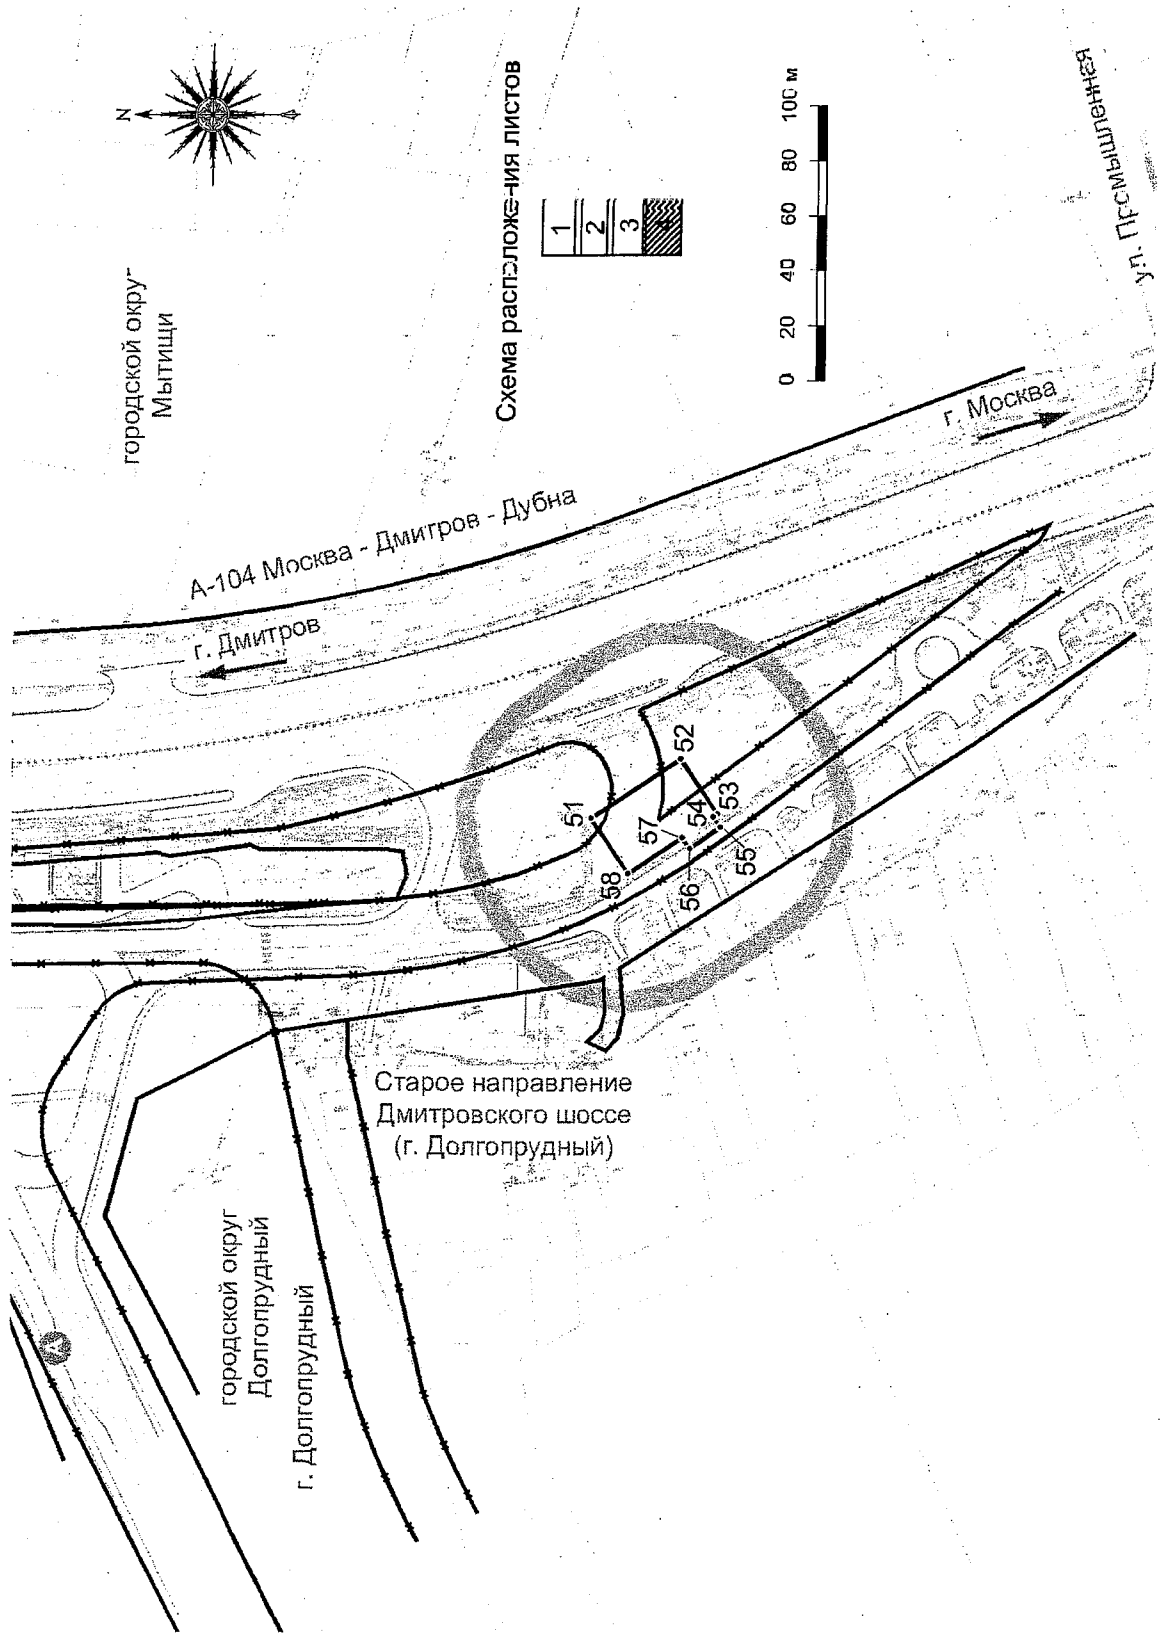 N
городской округ
Мытищи
Схема расположения листов
1
2
3
4
0 20 40 60 80 100 м
А-104 Москва - Дмитров - Дубна
г. Дмитров
г. Москва
ул. Промышленная
51
52
53
54
55
56
57
58
Старое направление
Дмитровского шоссе
(г. Долгопрудный)
городской округ
Долгопрудный
г. Долгопрудный